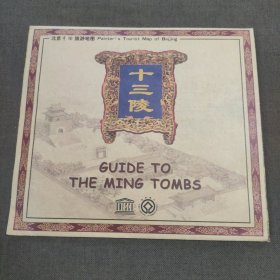 Painter's Tourist Map of Beijing
十三陵
GUIDE TO
THE MING TOMBS